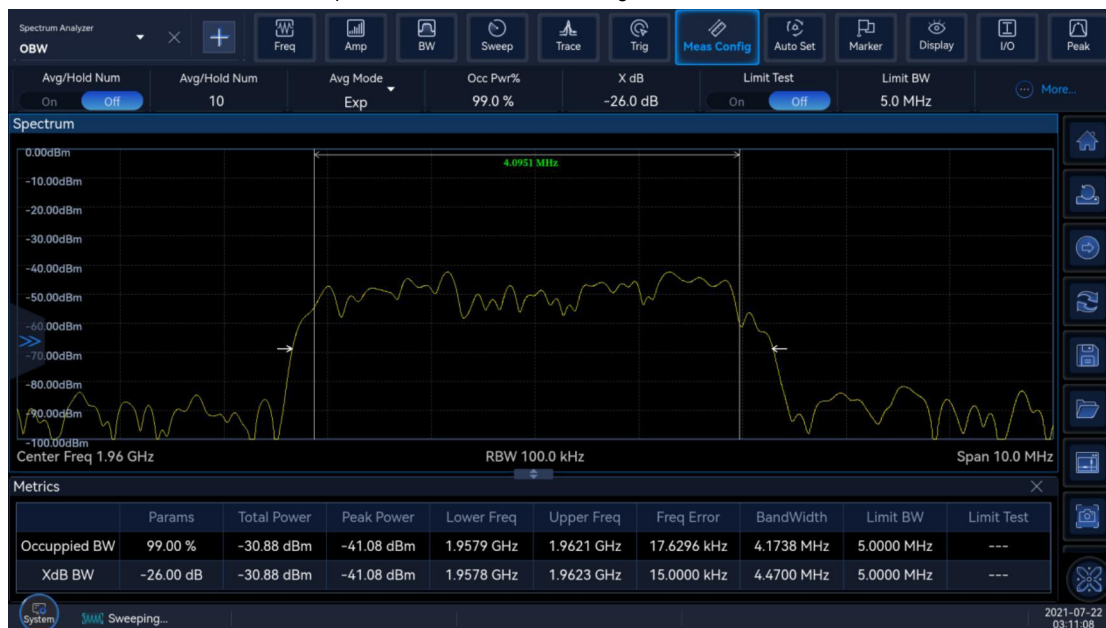 Spectrum Analyzer
OBW
Freq
Amp
BW
Sweep
Trace
Trig
Meas Config
Auto Set
Marker
Display
I/O
Peak
Avg/Hold Num
On Off
Avg/Hold Num
10
Avg Mode
Exp
Occ Pwr%
99.0 %
X dB
-26.0 dB
Limit Test
On Off
Limit BW
5.0 MHz
More...
Spectrum
0.00dBm
4.0951 MHz
-10.00dBm
-20.00dBm
-30.00dBm
-40.00dBm
-50.00dBm
-60.00dBm
-70.00dBm
-80.00dBm
-90.00dBm
-100.00dBm
Center Freq 1.96 GHz RBW 100.0 kHz Span 10.0 MHz
Metrics
Params Total Power Peak Power Lower Freq Upper Freq Freq Error BandWidth Limit BW Limit Test
Occuppied BW 99.00 % -30.88 dBm -41.08 dBm 1.9579 GHz 1.9621 GHz 17.6296 kHz 4.1738 MHz 5.0000 MHz ---
XdB BW -26.00 dB -30.88 dBm -41.08 dBm 1.9578 GHz 1.9623 GHz 15.0000 kHz 4.4700 MHz 5.0000 MHz ---
System Sweeping...
2021-07-22
03:11:08